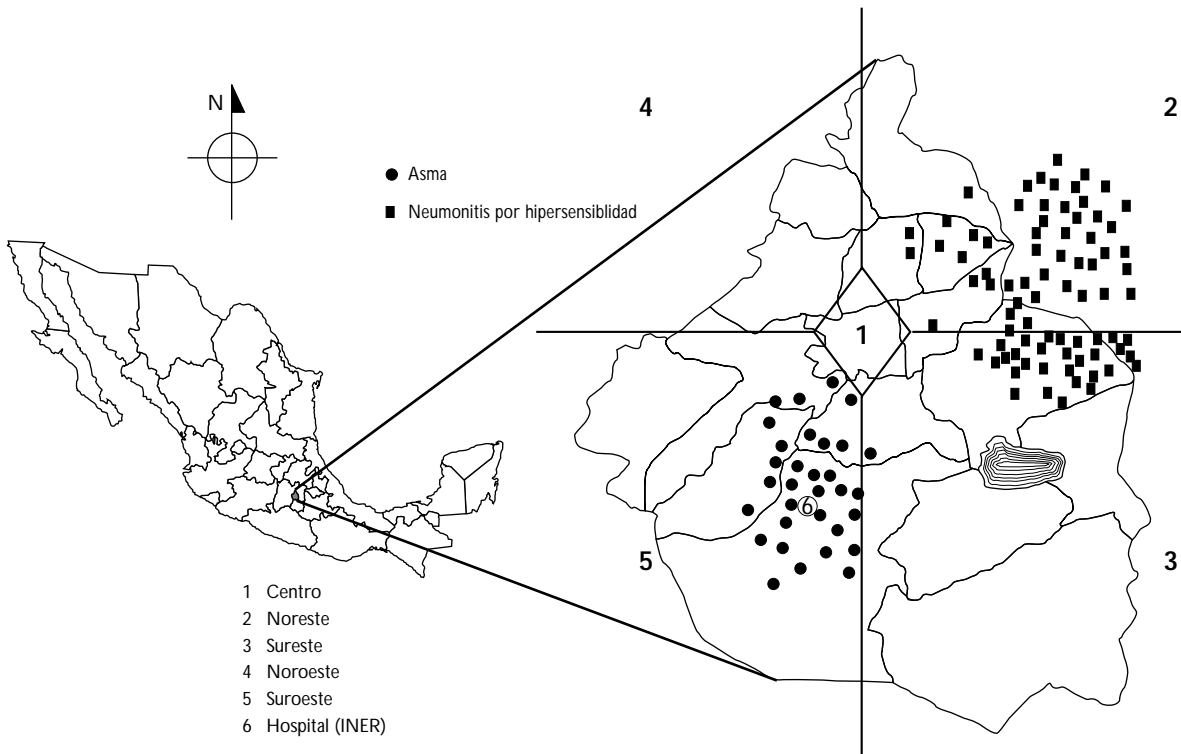 N
4
2
Asma
Neumonitis por hipersensiblidad
1
6
5
3
1 Centro
2 Noreste
3 Sureste
4 Noroeste
5 Suroeste
6 Hospital (INER)